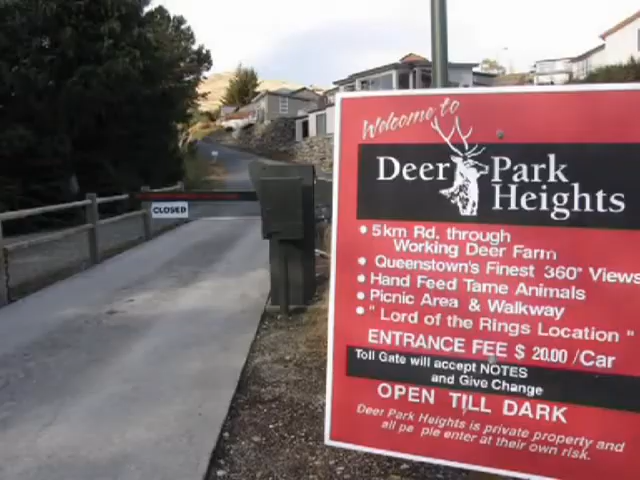 CLOSED
Welcome to
Deer Park
Heights
5km Rd. through
Working Deer Farm
Queenstown's Finest 360° Views
Hand Feed Tame Animals
Picnic Area & Walkway
" Lord of the Rings Location "
ENTRANCE FEE $ 20.00 /Car
Toll Gate will accept NOTES
and Give Change
OPEN TILL DARK
Deer Park Heights is private property and
all pe ple enter at their own risk.